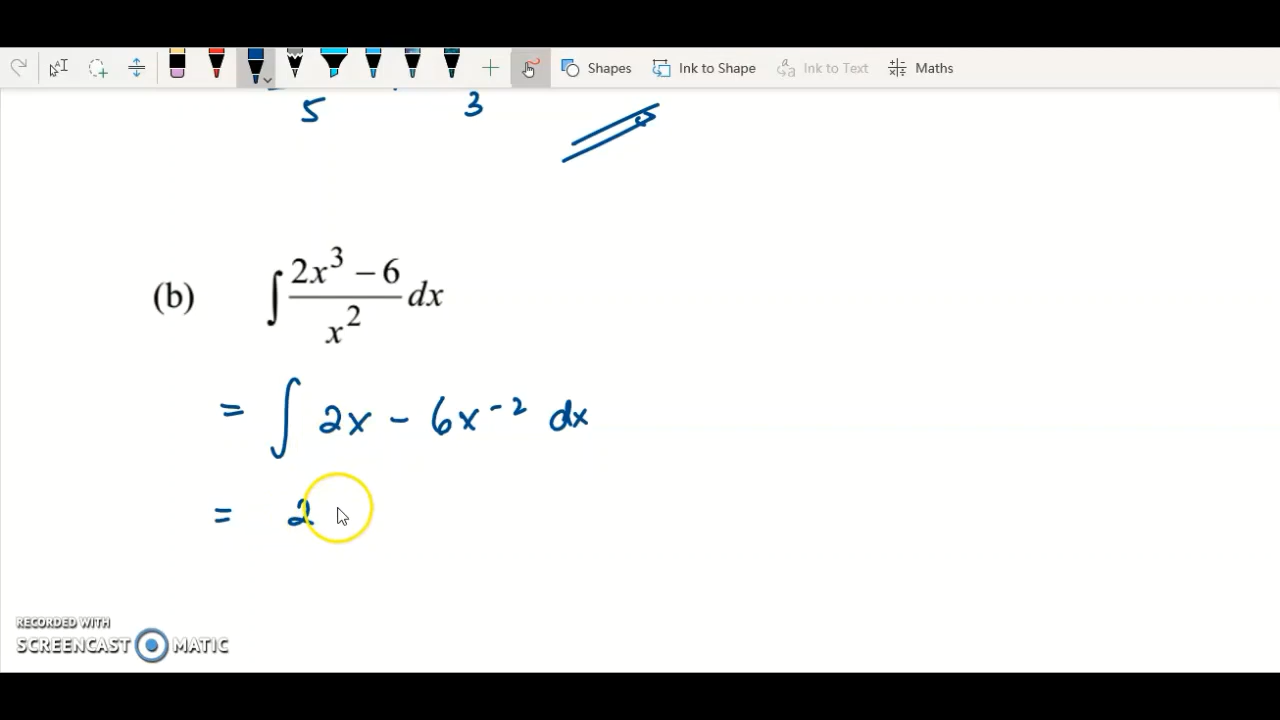 Shapes Ink to Shape Ink to Text Maths
5 3
(b) ∫ (2x³ − 6)/x² dx
= ∫ 2x − 6x⁻² dx
= 2
RECORDED WITH
SCREENCAST MATIC